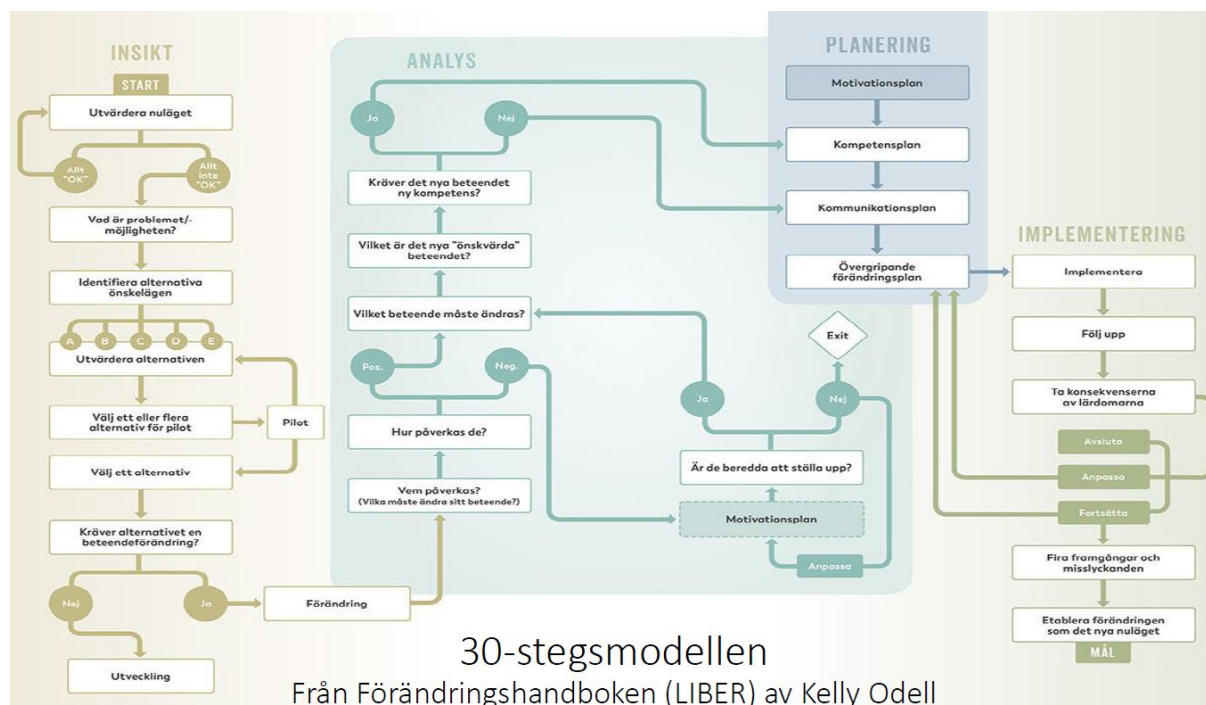 INSIKT
START
Utvärdera nuläget
Allt
"OK"
Allt
inte
"OK"
Vad är problemet/-
möjligheten?
Identifiera alternativa
önskelägen
A B C D E
Utvärdera alternativen
Välj ett eller flera
alternativ för pilot
Pilot
Välj ett alternativ
Kräver alternativet en
beteendeförändring?
Nej
Ja
Förändring
Utveckling
ANALYS
Ja
Nej
Kräver det nya beteendet
ny kompetens?
Vilket är det nya "önskvärda"
beteendet?
Vilket beteende måste ändras?
Pos.
Neg.
Hur påverkas de?
Vem påverkas?
(Vilka måste ändra sitt beteende?)
Exit
Ja
Nej
Är de beredda att ställa upp?
Motivationsplan
Anpassa
PLANERING
Motivationsplan
Kompetensplan
Kommunikationsplan
Övergripande
förändringsplan
IMPLEMENTERING
Implementera
Följ upp
Ta konsekvenserna
av lärdomarna
Avsluta
Anpassa
Fortsätta
Fira framgångar och
misslyckanden
Etablera förändringen
som det nya nuläget
MÅL
30-stegsmodellen
Från Förändringshandboken (LIBER) av Kelly Odell